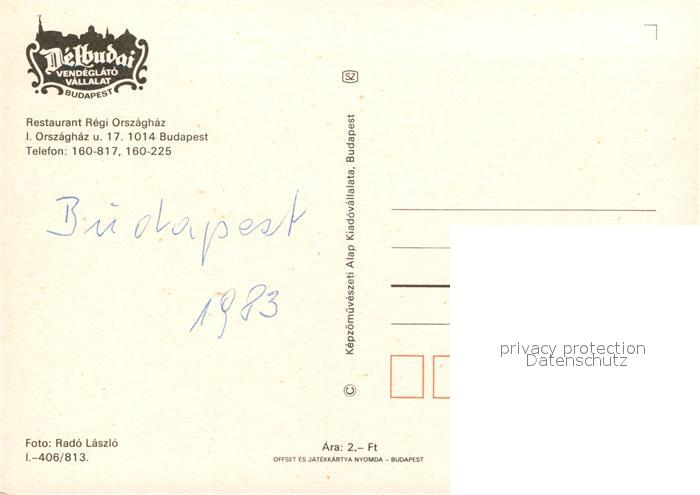 Délbudai
VENDÉGLÁTÓ
VÁLLALAT
BUDAPEST
Restaurant Régi Országház
I. Országház u. 17. 1014 Budapest
Telefon: 160-817, 160-225
Budapest
1983
Foto: Radó László
I.–406/813.
SZ
© Képzőművészeti Alap Kiadóvállalata, Budapest
Ára: 2,– Ft
OFFSET ÉS JÁTÉKKÁRTYA NYOMDA – BUDAPEST
privacy protection
Datenschutz